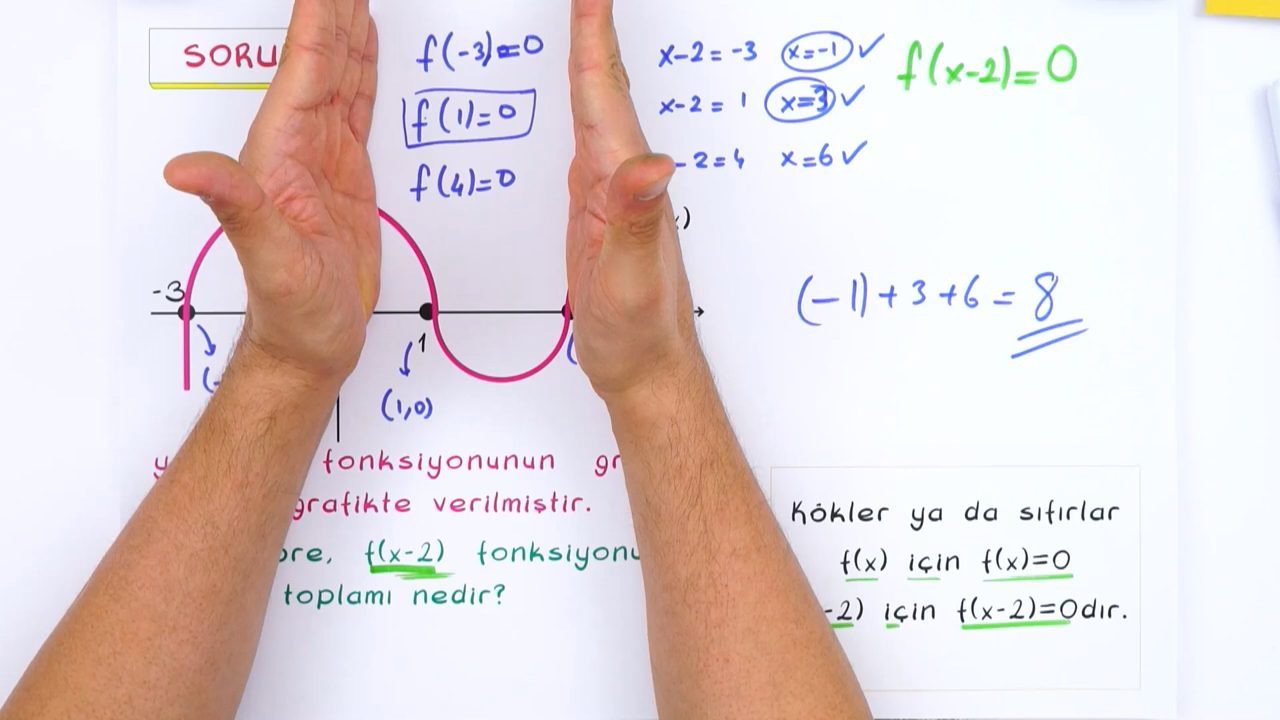 SORU
f(-3)=0
f(1)=0
f(4)=0
x-2=-3 x=-1 ✓
x-2=1 x=3 ✓
-2=4 x=6 ✓
f(x-2)=0
-3
1
(1,0)
(-1)+3+6=8
fonksiyonunun
grafikte verilmiştir.
f(x-2) fonksiyonu
toplamı nedir?
Kökler ya da sıfırlar
f(x) için f(x)=0
-2) için f(x-2)=0dır.